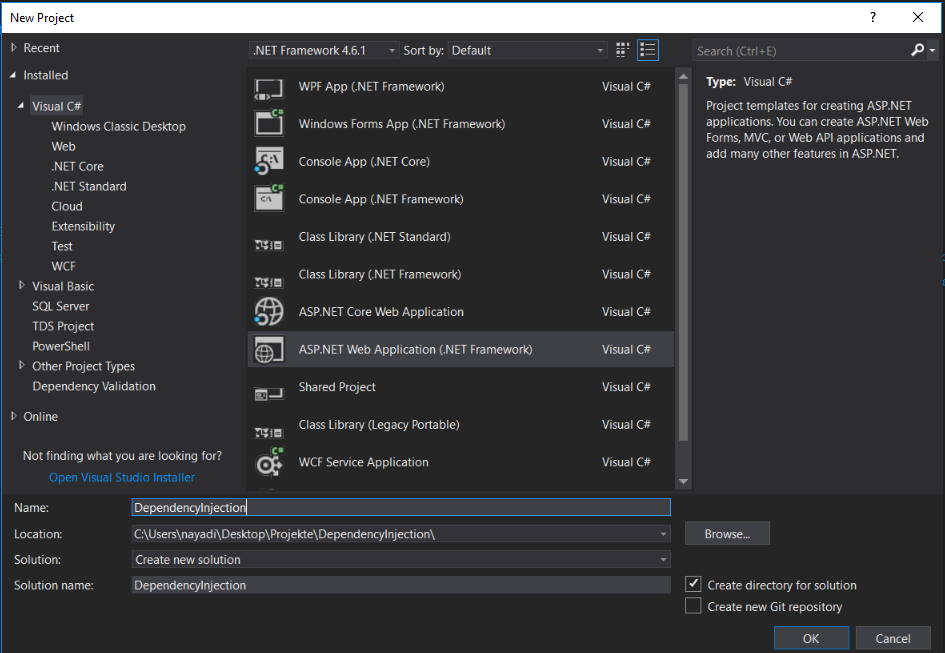 New Project
?
Recent
.NET Framework 4.6.1
Sort by:
Default
Search (Ctrl+E)
Installed
Visual C#
Windows Classic Desktop
Web
.NET Core
.NET Standard
Cloud
Extensibility
Test
WCF
Visual Basic
SQL Server
TDS Project
PowerShell
Other Project Types
Dependency Validation
Online
Not finding what you are looking for?
Open Visual Studio Installer
WPF App (.NET Framework) Visual C#
Windows Forms App (.NET Framework) Visual C#
Console App (.NET Core) Visual C#
Console App (.NET Framework) Visual C#
Class Library (.NET Standard) Visual C#
Class Library (.NET Framework) Visual C#
ASP.NET Core Web Application Visual C#
ASP.NET Web Application (.NET Framework) Visual C#
Shared Project Visual C#
Class Library (Legacy Portable) Visual C#
WCF Service Application Visual C#
Type: Visual C#
Project templates for creating ASP.NET
applications. You can create ASP.NET Web
Forms, MVC, or Web API applications and
add many other features in ASP.NET.
Name: DependencyInjection
Location: C:\Users\nayadi\Desktop\Projekte\DependencyInjection\
Browse...
Solution: Create new solution
Solution name: DependencyInjection
Create directory for solution
Create new Git repository
OK
Cancel